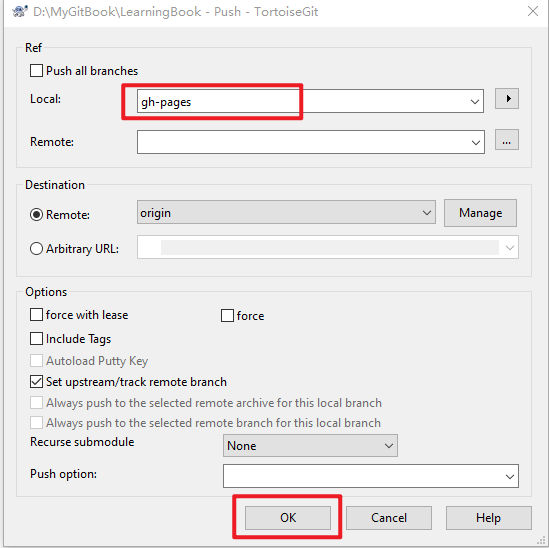 D:\MyGitBook\LearningBook - Push - TortoiseGit
Ref
Push all branches
Local: gh-pages
Remote: ...
Destination
Remote: origin Manage
Arbitrary URL:
Options
force with lease force
Include Tags
Autoload Putty Key
Set upstream/track remote branch
Always push to the selected remote archive for this local branch
Always push to the selected remote branch for this local branch
Recurse submodule None
Push option:
OK Cancel Help